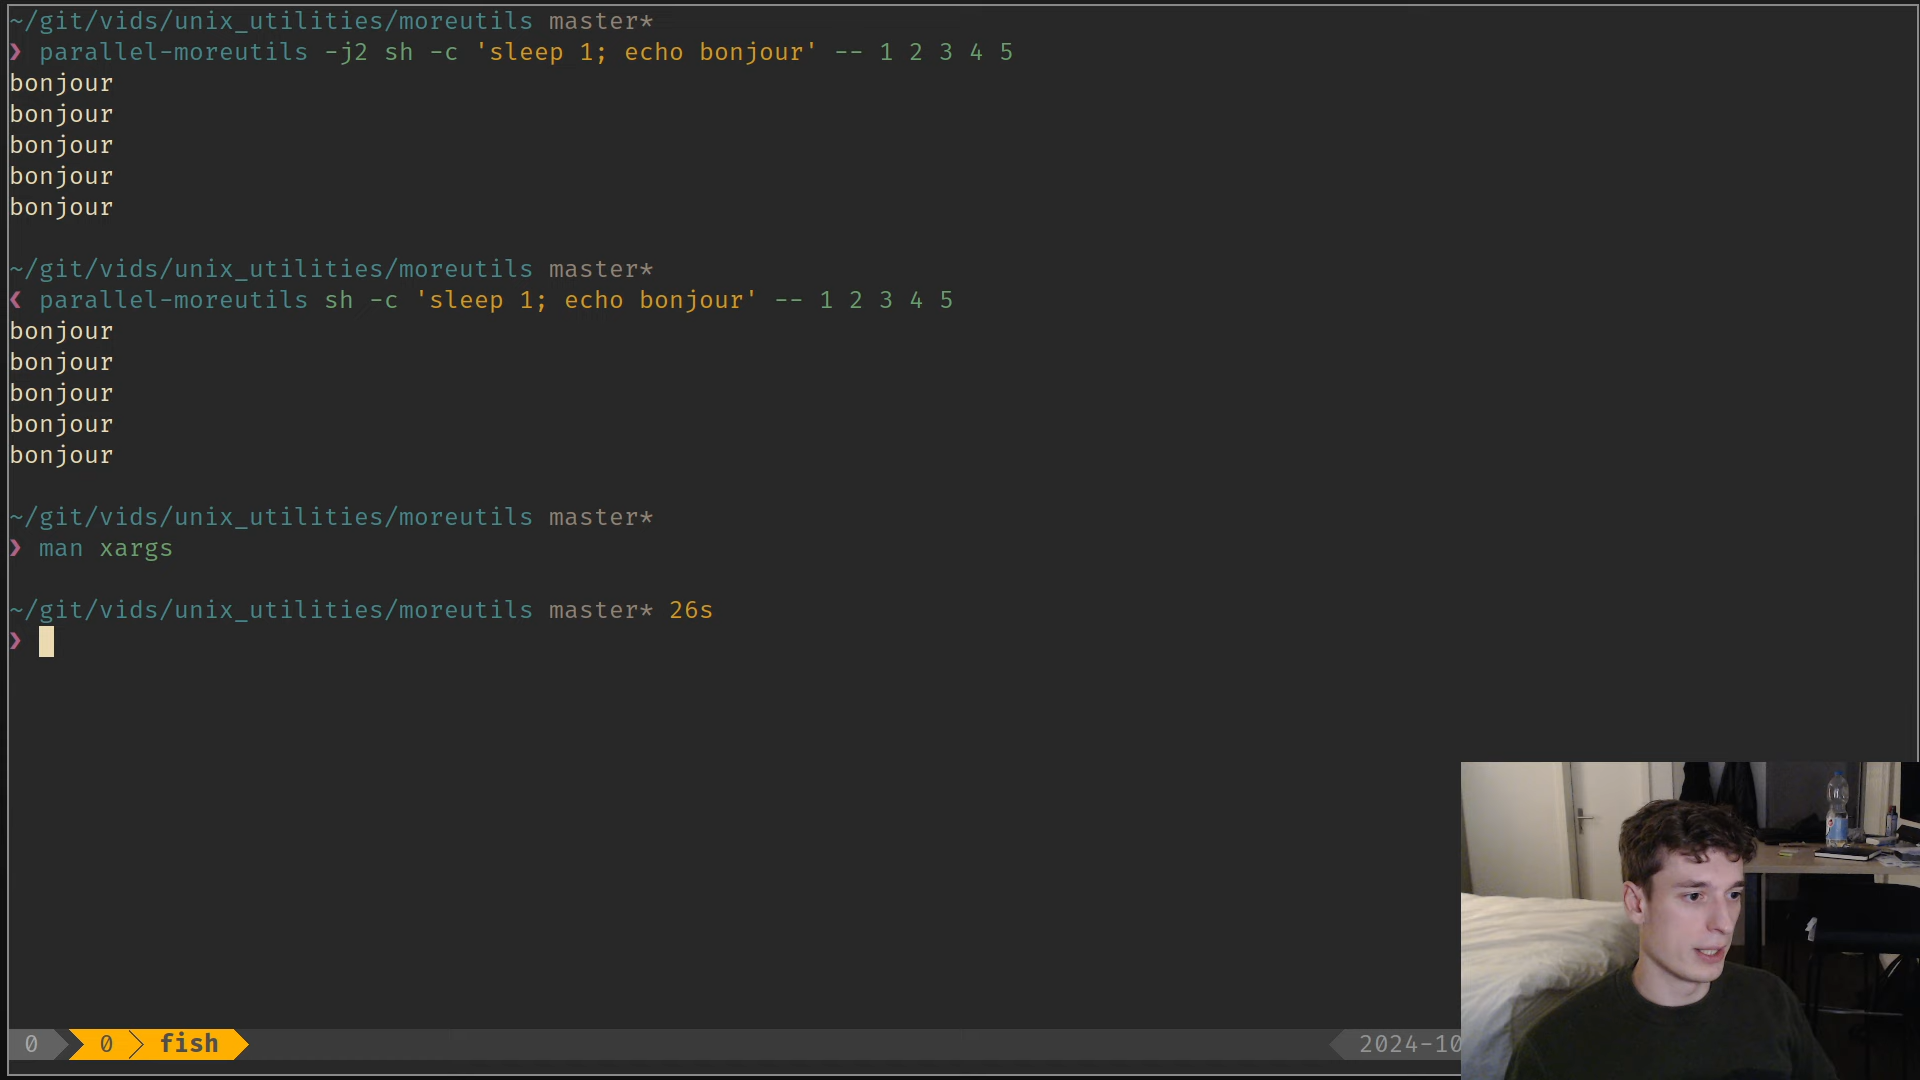 ~/git/vids/unix_utilities/moreutils master*
❯ parallel-moreutils -j2 sh -c 'sleep 1; echo bonjour' -- 1 2 3 4 5
bonjour
bonjour
bonjour
bonjour
bonjour
~/git/vids/unix_utilities/moreutils master*
❮ parallel-moreutils sh -c 'sleep 1; echo bonjour' -- 1 2 3 4 5
bonjour
bonjour
bonjour
bonjour
bonjour
~/git/vids/unix_utilities/moreutils master*
❯ man xargs
~/git/vids/unix_utilities/moreutils master* 26s
❯
0 0 fish 2024-10